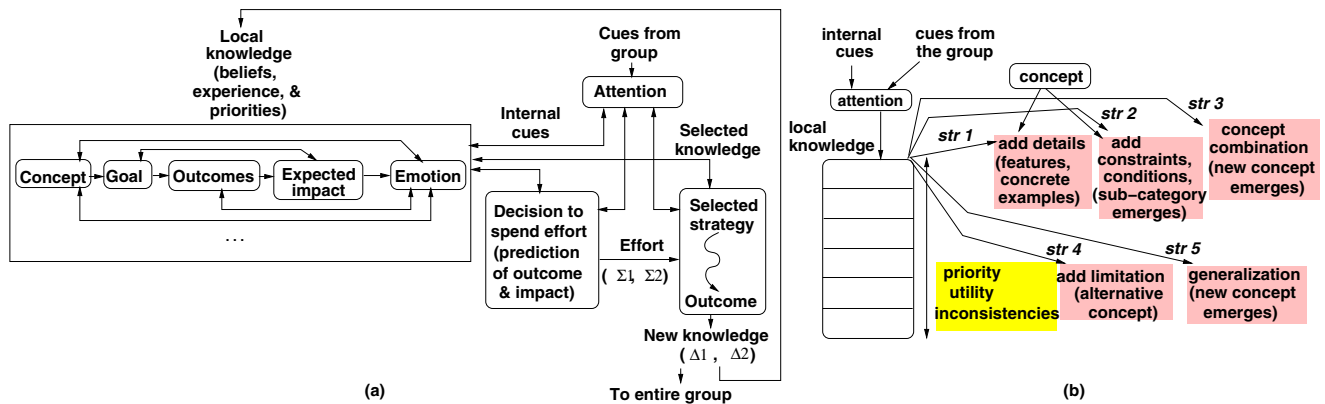 Local
knowledge
(beliefs,
experience, &
priorities)
Cues from
group
Attention
Internal
cues
Selected
knowledge
Concept
Goal
Outcomes
Expected
impact
Emotion
...
Decision to
spend effort
(prediction
of outcome
& impact)
Effort
( Σ1, Σ2 )
Selected
strategy
Outcome
New knowledge
( Δ1 , Δ2 )
To entire group
(a)
internal
cues
cues from
the group
attention
concept
local
knowledge
str 1
str 2
str 3
add details
(features,
concrete
examples)
add
constraints,
conditions,
(sub-category
emerges)
concept
combination
(new concept
emerges)
str 4
str 5
priority
utility
inconsistencies
add limitation
(alternative
concept)
generalization
(new concept
emerges)
(b)